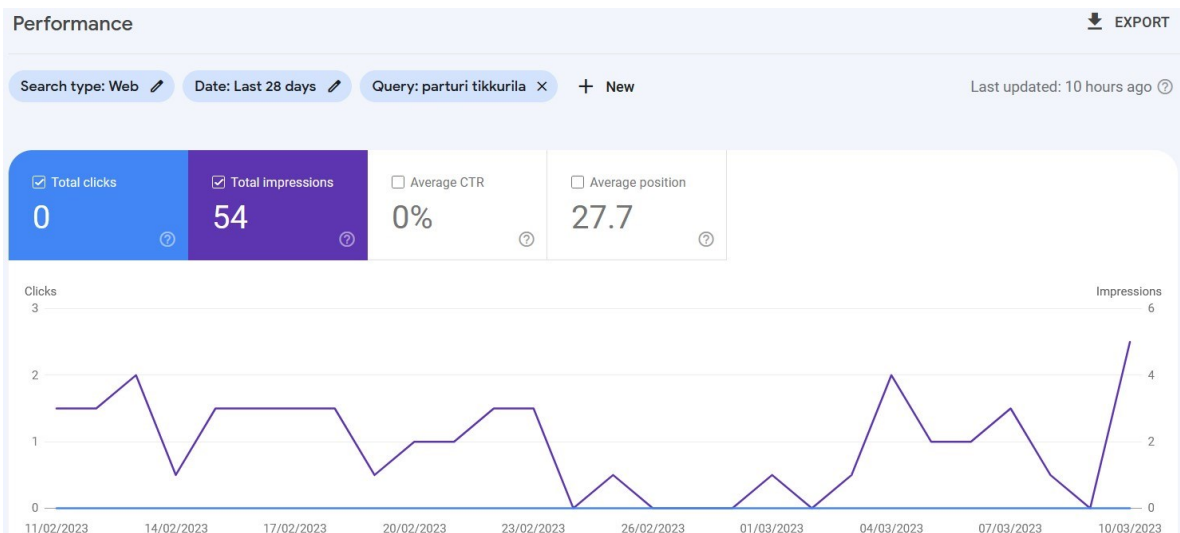 Performance
EXPORT
Search type: Web
Date: Last 28 days
Query: parturi tikkurila
New
Last updated: 10 hours ago
Total clicks
Total impressions
Average CTR
Average position
0
54
0%
27.7
Clicks
Impressions
3
6
2
4
1
2
0
0
11/02/2023
14/02/2023
17/02/2023
20/02/2023
23/02/2023
26/02/2023
01/03/2023
04/03/2023
07/03/2023
10/03/2023